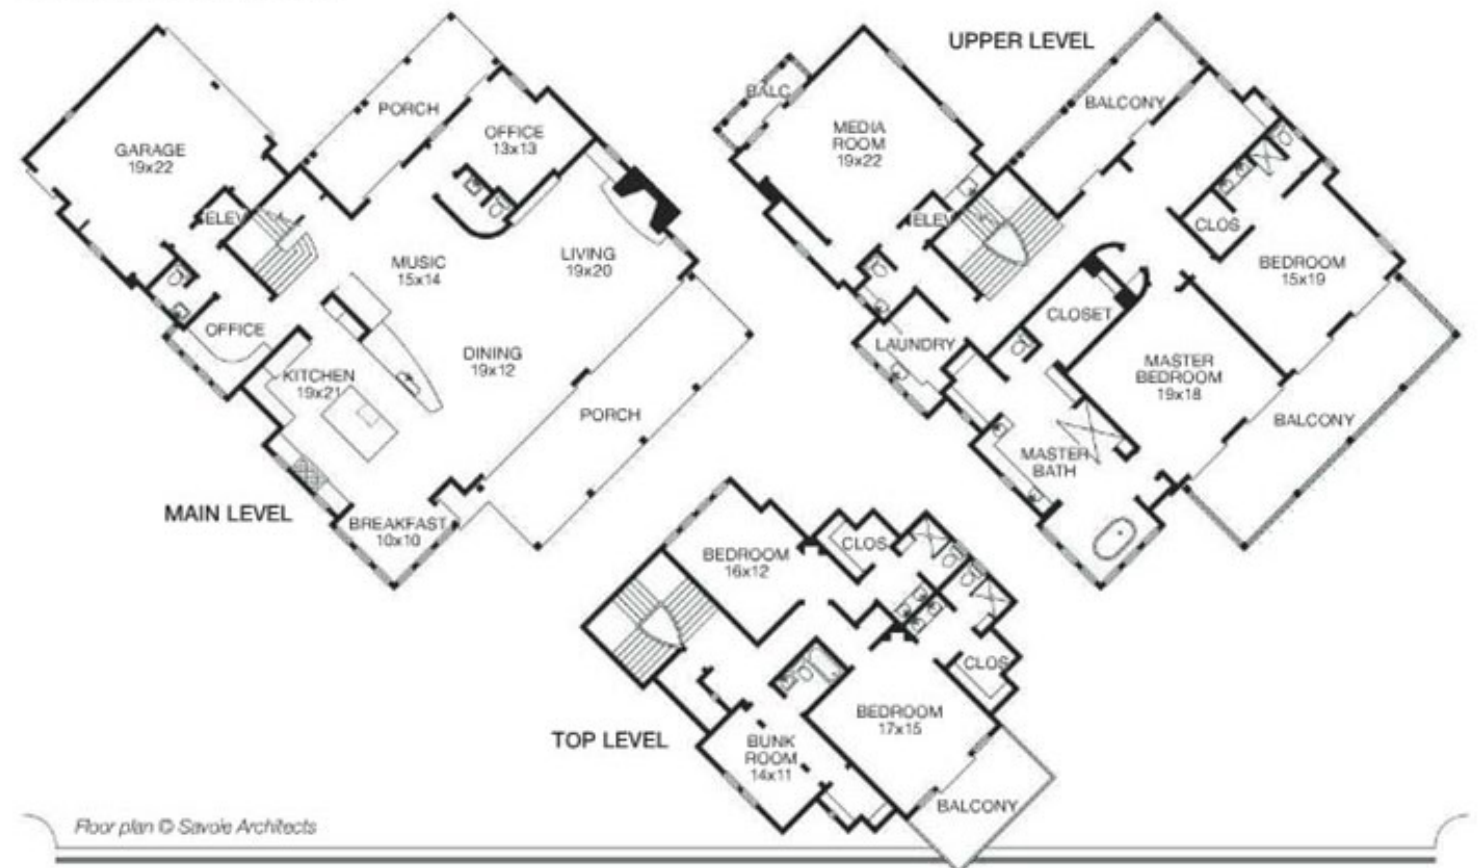 UPPER LEVEL
BALC
MEDIA
ROOM
19x22
BALCONY
PORCH
OFFICE
13x13
GARAGE
19x22
ELEV
MUSIC
15x14
LIVING
19x20
OFFICE
KITCHEN
19x21
DINING
19x12
PORCH
BREAKFAST
10x10
MAIN LEVEL
ELEV
CLOS
BEDROOM
15x19
CLOSET
LAUNDRY
MASTER
BEDROOM
19x18
BALCONY
MASTER
BATH
BEDROOM
16x12
CLOS
CLOS
BEDROOM
17x15
BUNK
ROOM
14x11
BALCONY
TOP LEVEL
Floor plan © Savoie Architects